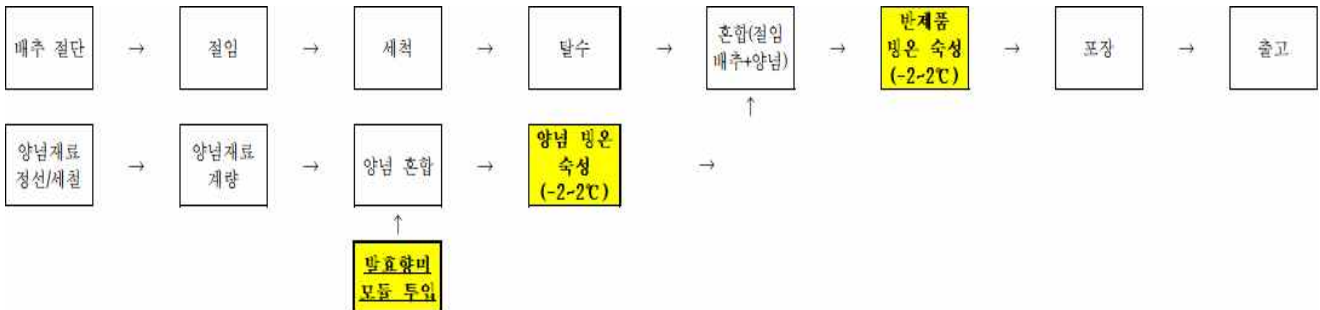 배추 절단 → 절임 → 세척 → 탈수 → 혼합(절임
배추+양념) → 반제품
빙온 숙성
(-2~2℃) → 포장 → 출고
↑
양념재료
정선/세철 → 양념재료
계량 → 양념 혼합 → 양념 빙온
숙성
(-2~2℃) →
↑
발효향미
모듈 투입